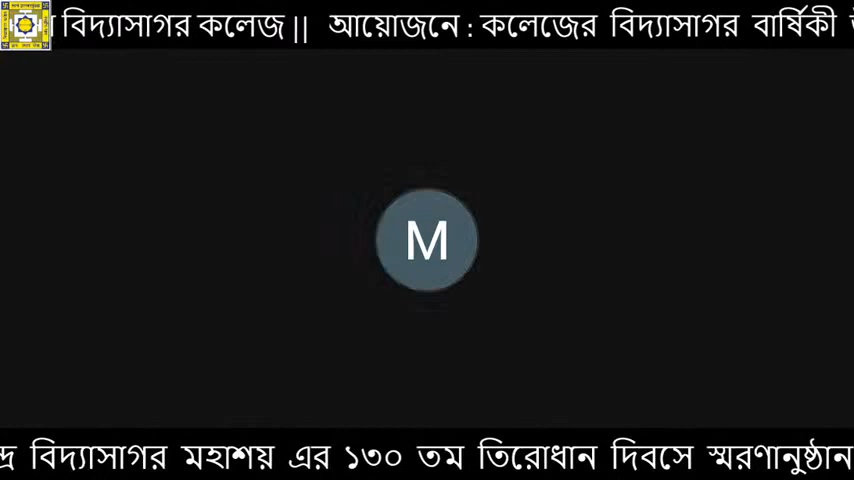 বিদ্যাসাগর কলেজ || আয়োজনে : কলেজের বিদ্যাসাগর বার্ষিকী
M
বিদ্যাসাগর মহাশয় এর ১৩০ তম তিরোধান দিবসে স্মরণানুষ্ঠান